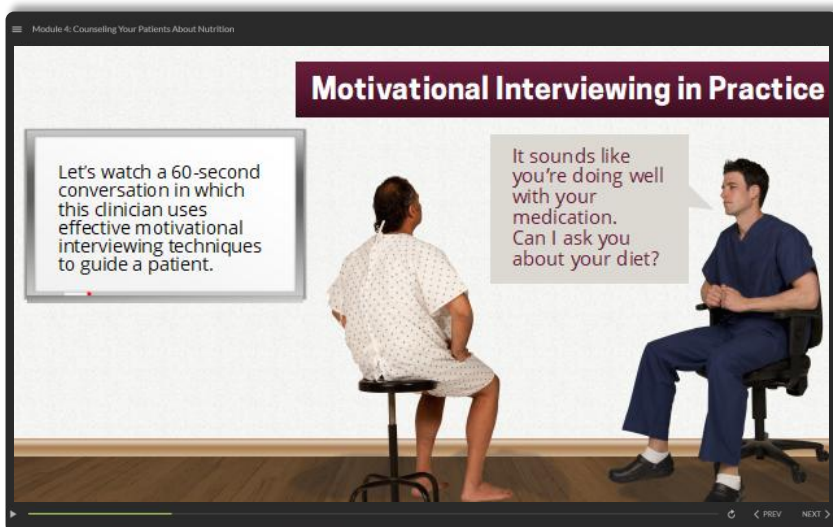 Module 4: Counseling Your Patients About Nutrition
Motivational Interviewing in Practice
Let's watch a 60-second
conversation in which
this clinician uses
effective motivational
interviewing techniques
to guide a patient.
It sounds like
you're doing well
with your
medication.
Can I ask you
about your diet?
< PREV NEXT >